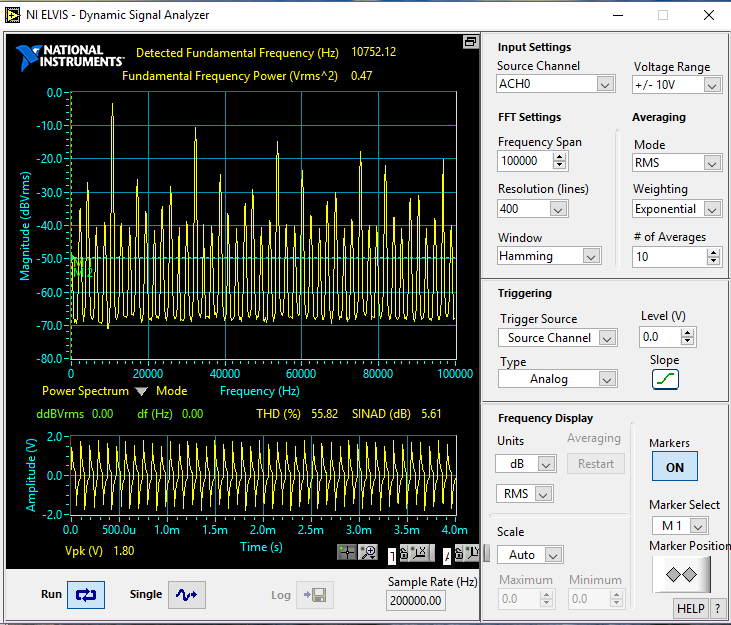 NI ELVIS - Dynamic Signal Analyzer
NATIONAL INSTRUMENTS™
Detected Fundamental Frequency (Hz) 10752.12
Fundamental Frequency Power (Vrms^2) 0.47
Magnitude (dBVrms)
0.0
-10.0
-20.0
-30.0
-40.0
-50.0
-60.0
-70.0
-80.0
0 20000 40000 60000 80000 100000
Power Spectrum Mode Frequency (Hz)
ddBVrms 0.00 df (Hz) 0.00 THD (%) 55.82 SINAD (dB) 5.61
Amplitude (V)
2.0
0.0
-2.0
0.0 500.0u 1.0m 1.5m 2.0m 2.5m 3.0m 3.5m 4.0m
Vpk (V) 1.80 Time (s)
Run Single Log Sample Rate (Hz)
200000.00
Input Settings
Source Channel Voltage Range
ACH0 +/- 10V
FFT Settings Averaging
Frequency Span Mode
100000 RMS
Resolution (lines) Weighting
400 Exponential
Window # of Averages
Hamming 10
Triggering
Trigger Source Level (V)
Source Channel 0.0
Type Slope
Analog
Frequency Display
Units Averaging Markers
dB Restart ON
RMS Marker Select
M 1
Scale Marker Position
Auto
Maximum Minimum
0.0 0.0
HELP ?